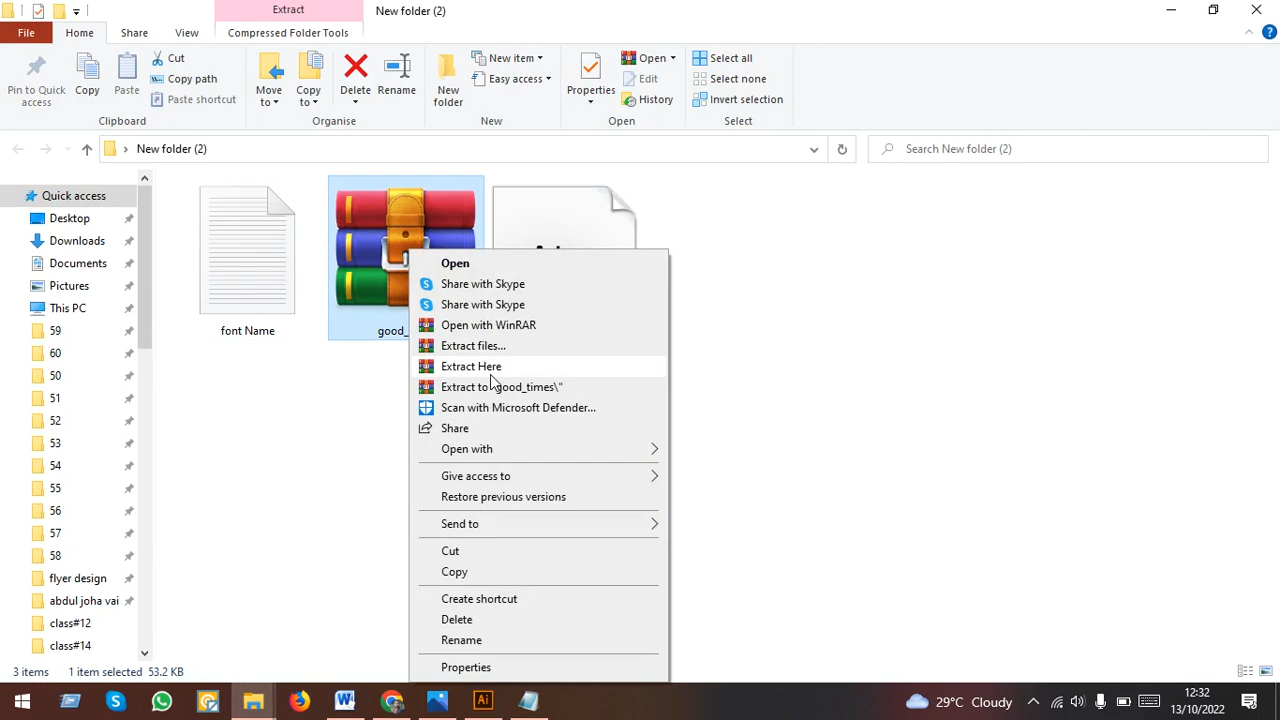 Extract
New folder (2)
File
Home
Share
View
Compressed Folder Tools
Pin to Quick access
Copy
Paste
Cut
Copy path
Paste shortcut
Clipboard
Move to
Copy to
Delete
Rename
Organise
New folder
New item
Easy access
New
Properties
Open
Edit
History
Open
Select all
Select none
Invert selection
Select
New folder (2)
Search New folder (2)
Quick access
Desktop
Downloads
Documents
Pictures
This PC
59
60
50
51
52
53
54
55
56
57
58
flyer design
abdul joha vai
class#12
class#14
font Name
good_
Open
Share with Skype
Share with Skype
Open with WinRAR
Extract files...
Extract Here
Extract to "good_times\"
Scan with Microsoft Defender...
Share
Open with
Give access to
Restore previous versions
Send to
Cut
Copy
Create shortcut
Delete
Rename
Properties
3 items
1 item selected 53.2 KB
29°C Cloudy
12:32
13/10/2022